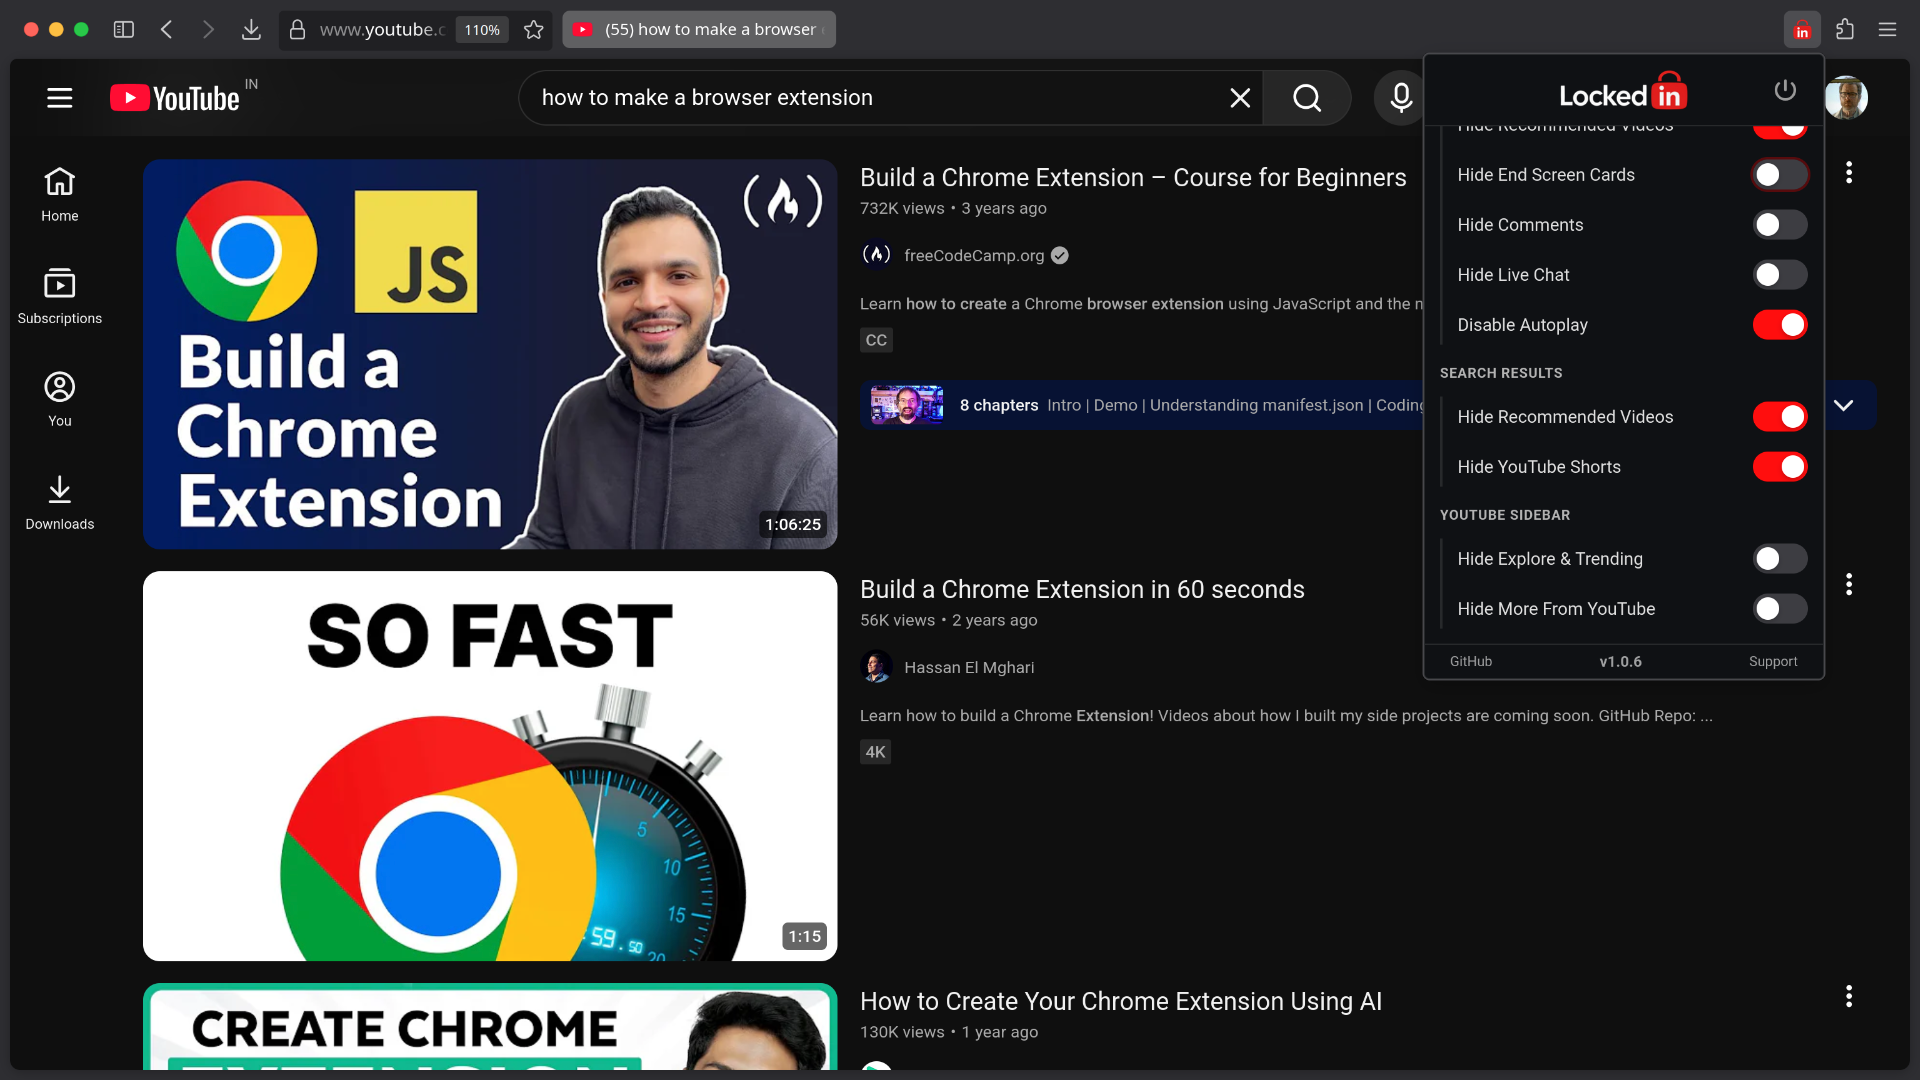 www.youtube.c
110%
(55) how to make a browser
YouTube
IN
how to make a browser extension
Locked in
Home
Subscriptions
You
Downloads
JS
Build a
Chrome
Extension
1:06:25
Build a Chrome Extension – Course for Beginners
732K views • 3 years ago
freeCodeCamp.org
Learn how to create a Chrome browser extension using JavaScript and the
CC
8 chapters Intro | Demo | Understanding manifest.json | Coding
SO FAST
5
10
15
20
59.50
1:15
Build a Chrome Extension in 60 seconds
56K views • 2 years ago
Hassan El Mghari
Learn how to build a Chrome Extension! Videos about how I built my side projects are coming soon. GitHub Repo: ...
4K
CREATE CHROME
EXTENSION
How to Create Your Chrome Extension Using AI
130K views • 1 year ago
Hide Recommended Videos
Hide End Screen Cards
Hide Comments
Hide Live Chat
Disable Autoplay
SEARCH RESULTS
Hide Recommended Videos
Hide YouTube Shorts
YOUTUBE SIDEBAR
Hide Explore & Trending
Hide More From YouTube
GitHub
v1.0.6
Support